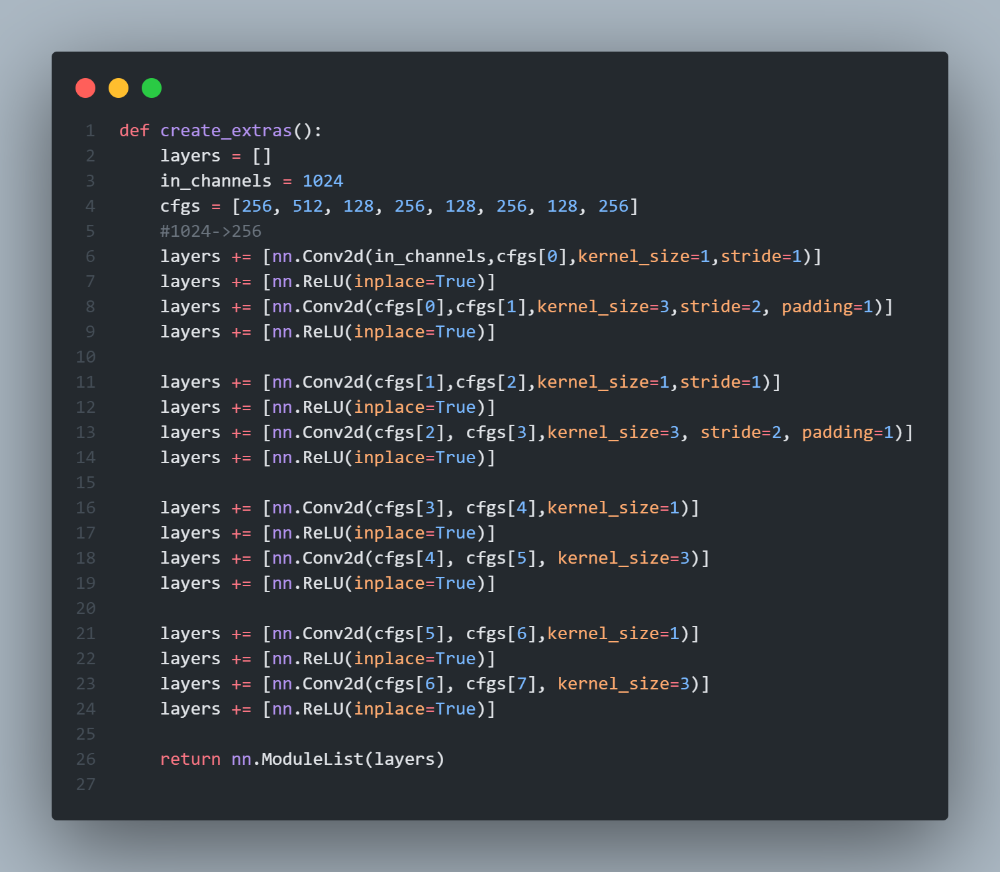 1 def create_extras():
2     layers = []
3     in_channels = 1024
4     cfgs = [256, 512, 128, 256, 128, 256, 128, 256]
5     #1024->256
6     layers += [nn.Conv2d(in_channels,cfgs[0],kernel_size=1,stride=1)]
7     layers += [nn.ReLU(inplace=True)]
8     layers += [nn.Conv2d(cfgs[0],cfgs[1],kernel_size=3,stride=2, padding=1)]
9     layers += [nn.ReLU(inplace=True)]
10
11     layers += [nn.Conv2d(cfgs[1],cfgs[2],kernel_size=1,stride=1)]
12     layers += [nn.ReLU(inplace=True)]
13     layers += [nn.Conv2d(cfgs[2], cfgs[3],kernel_size=3, stride=2, padding=1)]
14     layers += [nn.ReLU(inplace=True)]
15
16     layers += [nn.Conv2d(cfgs[3], cfgs[4],kernel_size=1)]
17     layers += [nn.ReLU(inplace=True)]
18     layers += [nn.Conv2d(cfgs[4], cfgs[5], kernel_size=3)]
19     layers += [nn.ReLU(inplace=True)]
20
21     layers += [nn.Conv2d(cfgs[5], cfgs[6],kernel_size=1)]
22     layers += [nn.ReLU(inplace=True)]
23     layers += [nn.Conv2d(cfgs[6], cfgs[7], kernel_size=3)]
24     layers += [nn.ReLU(inplace=True)]
25
26     return nn.ModuleList(layers)
27